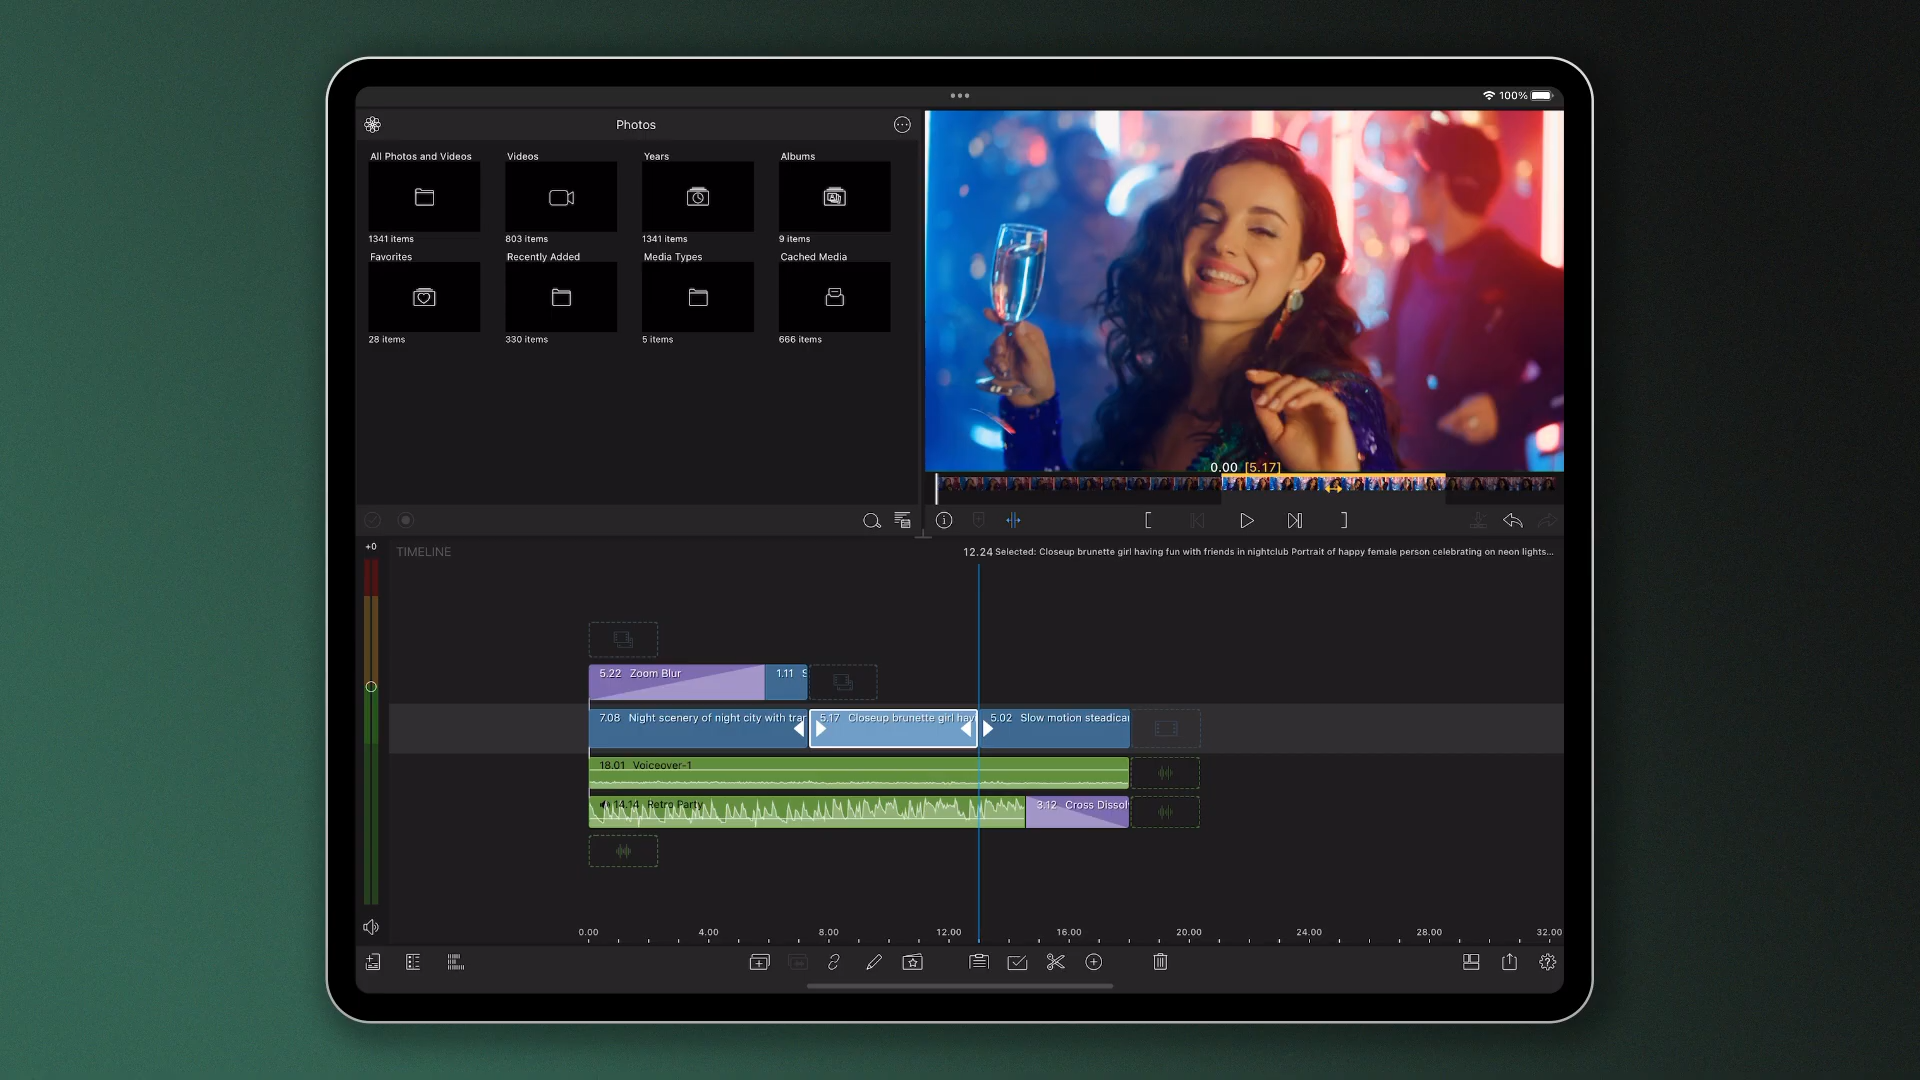 100%
Photos
All Photos and Videos
Videos
Years
Albums
1341 items
803 items
1341 items
9 items
Favorites
Recently Added
Media Types
Cached Media
28 items
330 items
5 items
666 items
0.00 [5.17]
+0
TIMELINE
12.24 Selected: Closeup brunette girl having fun with friends in nightclub Portrait of happy female person celebrating on neon lights...
5.22 Zoom Blur
1.11 S
7.08 Night scenery of night city with trar
5.17 Closeup brunette girl hav
5.02 Slow motion steadicar
18.01 Voiceover-1
14.14 Retro Party
3.12 Cross Dissol
0.00 4.00 8.00 12.00 16.00 20.00 24.00 28.00 32.00